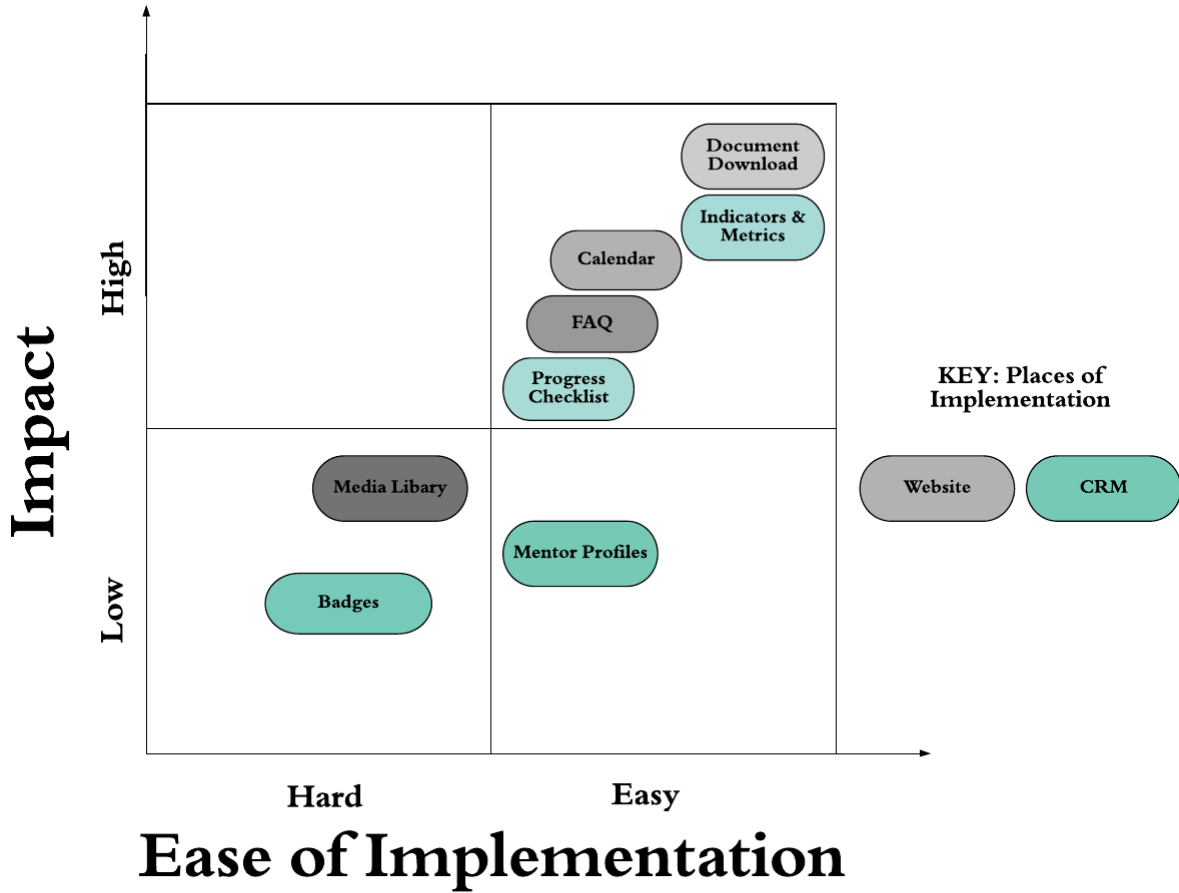 Document
Download
Indicators &
Metrics
Calendar
FAQ
Progress
Checklist
High
Impact
Low
Media Libary
Mentor Profiles
Badges
KEY: Places of
Implementation
Website
CRM
Hard
Easy
Ease of Implementation